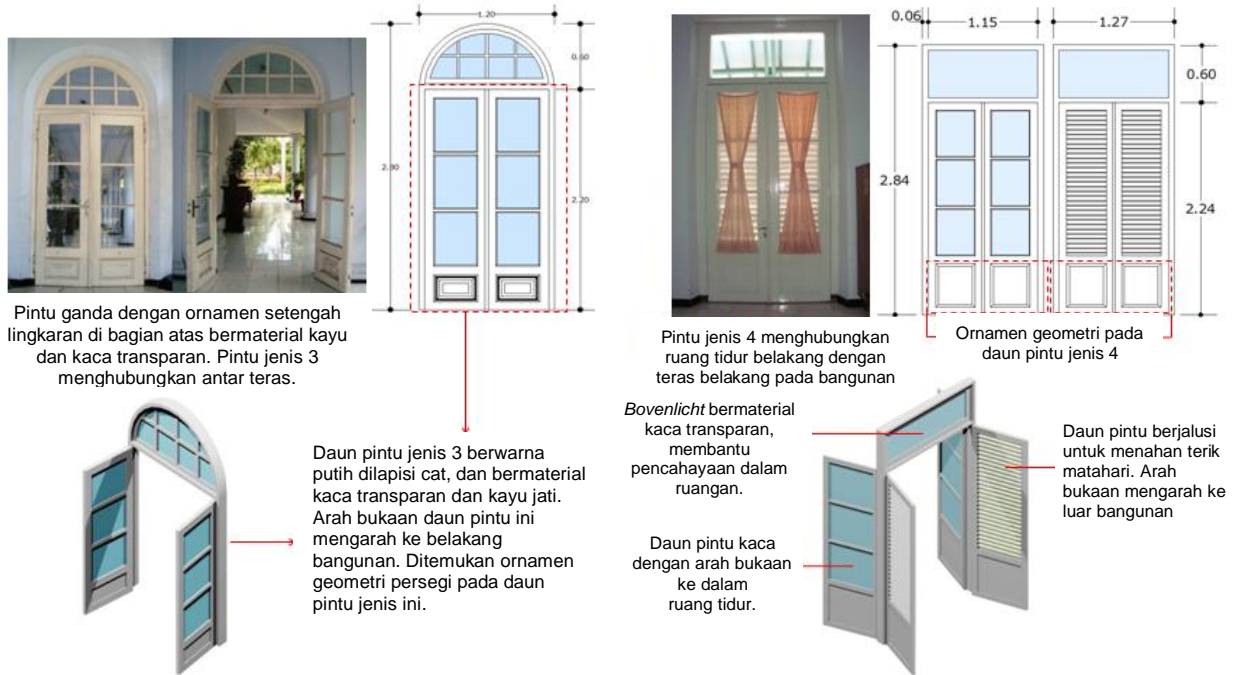 1.20
0.60
2.80
2.20
Pintu ganda dengan ornamen setengah
lingkaran di bagian atas bermaterial kayu
dan kaca transparan. Pintu jenis 3
menghubungkan antar teras.
Daun pintu jenis 3 berwarna
putih dilapisi cat, dan bermaterial
kaca transparan dan kayu jati.
Arah bukaan daun pintu ini
mengarah ke belakang
bangunan. Ditemukan ornamen
geometri persegi pada daun
pintu jenis ini.
0.06
1.15
1.27
0.60
2.84
2.24
Pintu jenis 4 menghubungkan
ruang tidur belakang dengan
teras belakang pada bangunan
Ornamen geometri pada
daun pintu jenis 4
Bovenlicht bermaterial
kaca transparan,
membantu
pencahayaan dalam
ruangan.
Daun pintu berjalusi
untuk menahan terik
matahari. Arah
bukaan mengarah ke
luar bangunan
Daun pintu kaca
dengan arah bukaan
ke dalam
ruang tidur.